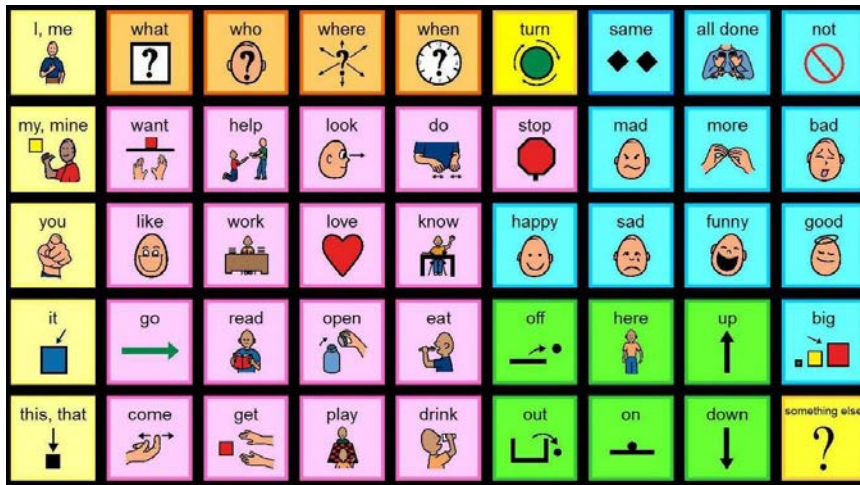 I, me
what
who
where
when
turn
same
all done
not
my, mine
want
help
look
do
stop
mad
more
bad
you
like
work
love
know
happy
sad
funny
good
it
go
read
open
eat
off
here
up
big
this, that
come
get
play
drink
out
on
down
something else